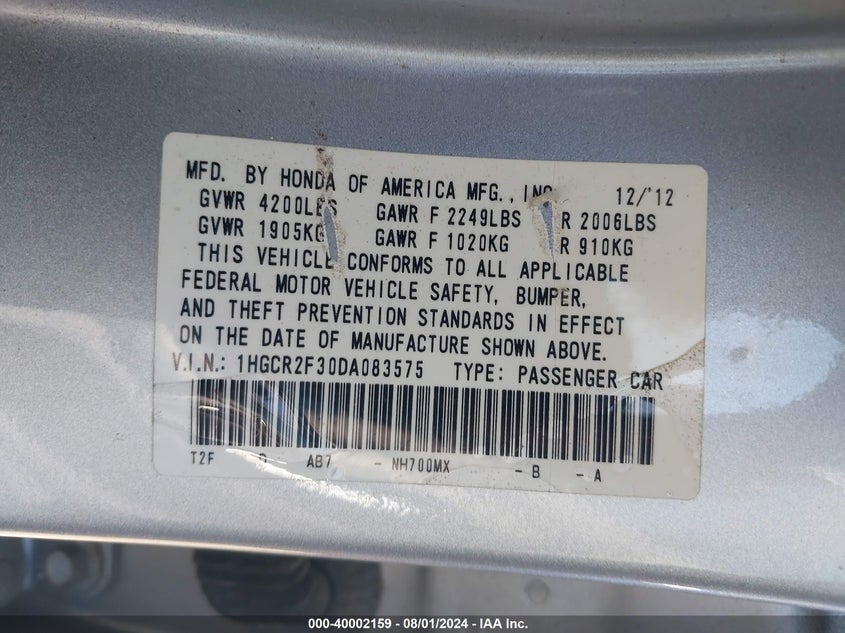 MFD. BY HONDA OF AMERICA MFG., INC 12/'12
GVWR 4200LBS GAWR F 2249LBS R 2006LBS
GVWR 1905KG GAWR F 1020KG R 910KG
THIS VEHICLE CONFORMS TO ALL APPLICABLE
FEDERAL MOTOR VEHICLE SAFETY, BUMPER,
AND THEFT PREVENTION STANDARDS IN EFFECT
ON THE DATE OF MANUFACTURE SHOWN ABOVE.
V.I.N.: 1HGCR2F30DA083575 TYPE: PASSENGER CAR
T2F AB7 - NH700MX - B - A
000-40002159 - 08/01/2024 - IAA Inc.